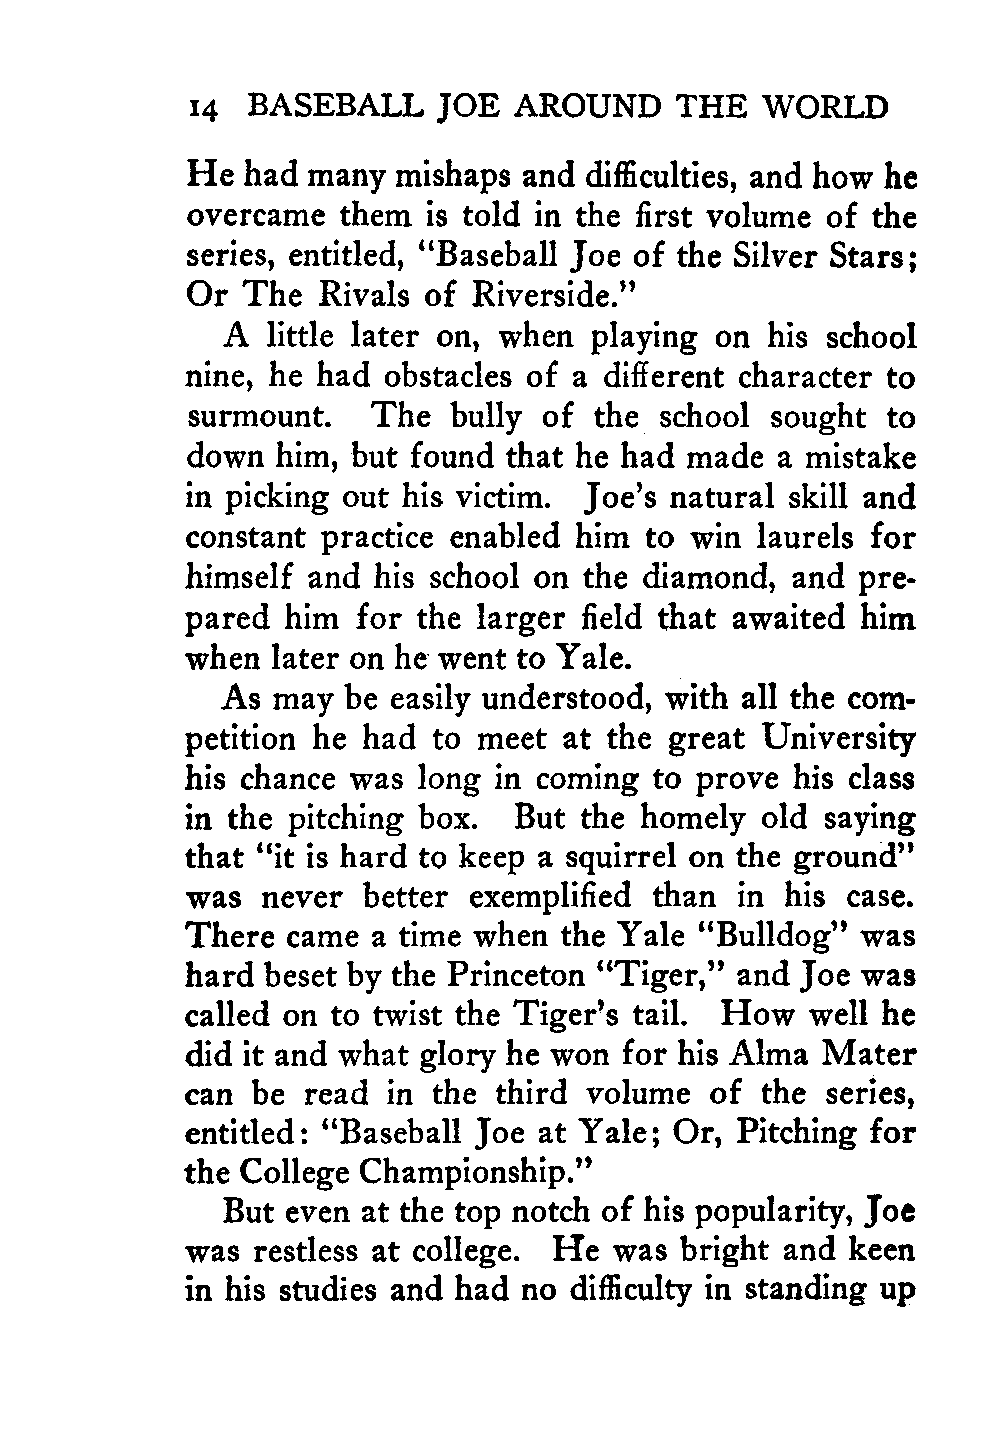 14 BASEBALL JOE AROUND THE WORLD
He had many mishaps and difficulties, and how he
overcame them is told in the first volume of the
series, entitled, “Baseball Joe of the Silver Stars;
Or The Rivals of Riverside.”
A little later on, when playing on his school
nine, he had obstacles of a different character to
surmount. The bully of the school sought to
down him, but found that he had made a mistake
in picking out his victim. Joe’s natural skill and
constant practice enabled him to win laurels for
himself and his school on the diamond, and pre-
pared him for the larger field that awaited him
when later on he went to Yale.
As may be easily understood, with all the com-
petition he had to meet at the great University
his chance was long in coming to prove his class
in the pitching box. But the homely old saying
that “it is hard to keep a squirrel on the ground”
was never better exemplified than in his case.
There came a time when the Yale “Bulldog” was
hard beset by the Princeton “Tiger,” and Joe was
called on to twist the Tiger’s tail. How well he
did it and what glory he won for his Alma Mater
can be read in the third volume of the series,
entitled: “Baseball Joe at Yale; Or, Pitching for
the College Championship.”
But even at the top notch of his popularity, Joe
was restless at college. He was bright and keen
in his studies and had no difficulty in standing up